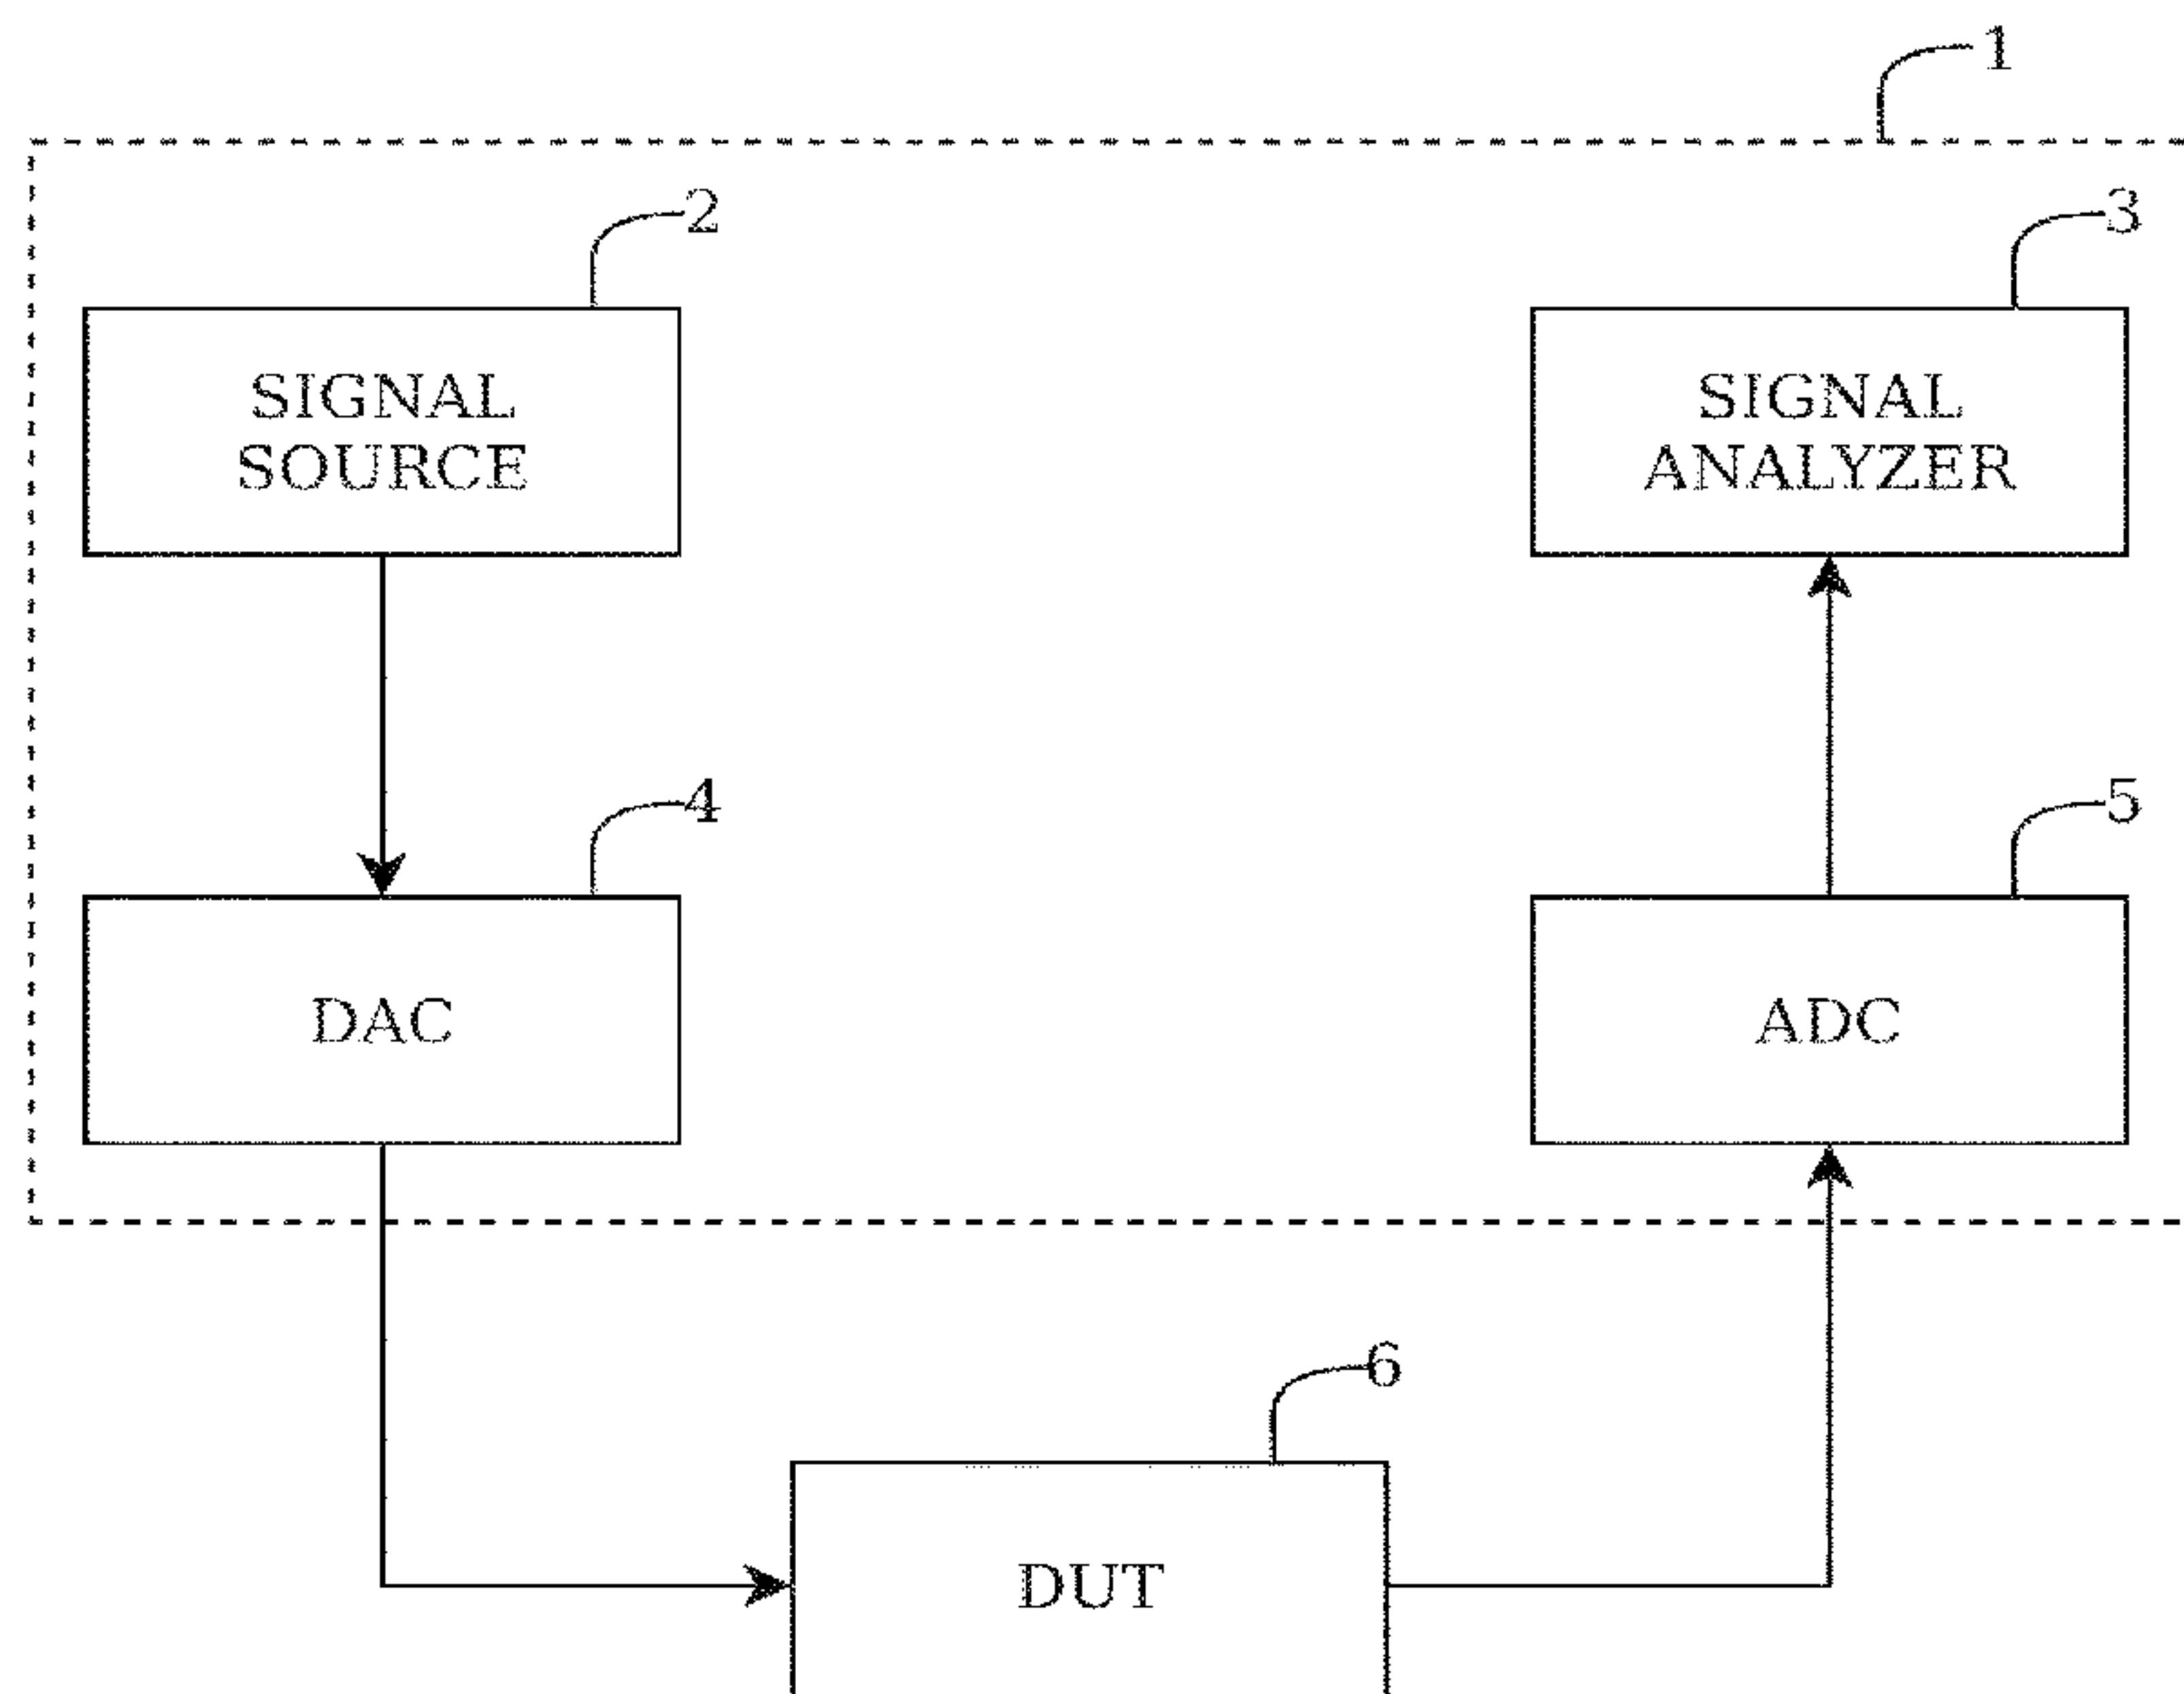 1
2
3
SIGNAL
SOURCE
SIGNAL
ANALYZER
4
5
DAC
ADC
6
DUT